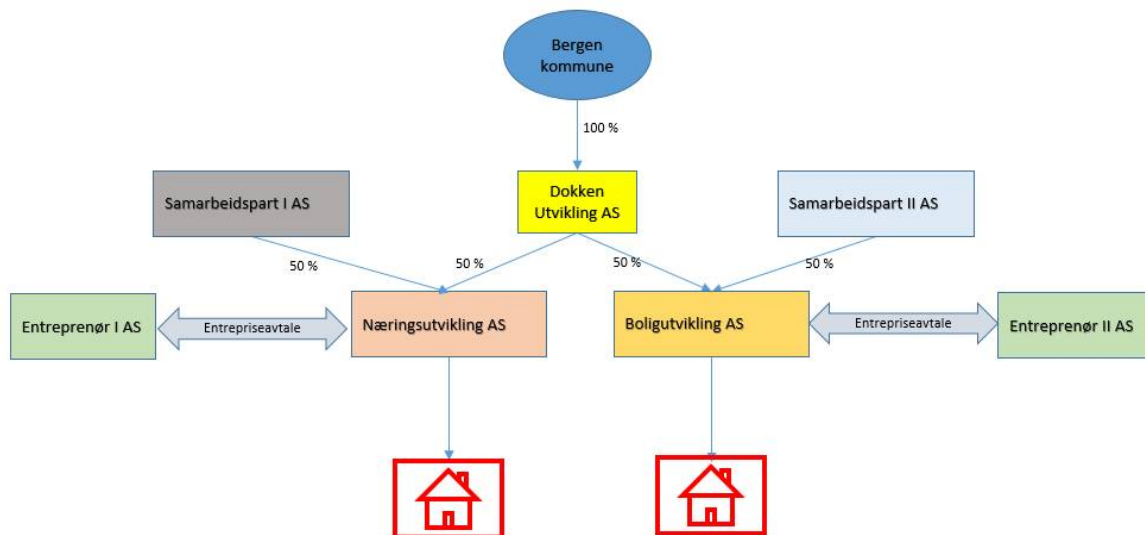 Bergen
kommune
100 %
Samarbeidspart I AS
Dokken
Utvikling AS
Samarbeidspart II AS
50 %
50 %
50 %
50 %
Entreprenør I AS
Entrepriseavtale
Næringsutvikling AS
Boligutvikling AS
Entrepriseavtale
Entreprenør II AS